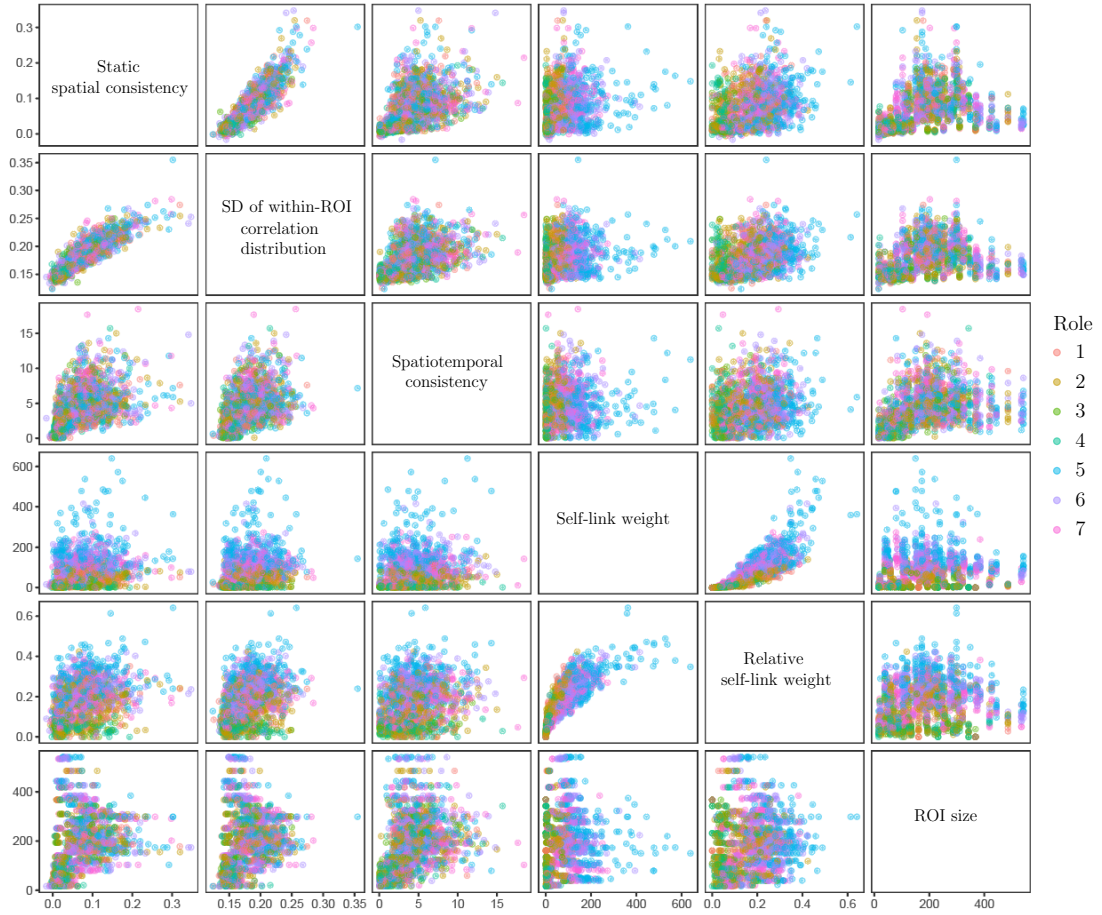 0.3
0.2
0.1
0.0
Static
spatial consistency
0.35
0.30
0.25
0.20
0.15
SD of within-ROI
correlation
distribution
15
10
5
0
Spatiotemporal
consistency
600
400
200
0
Self-link weight
0.6
0.4
0.2
0.0
Relative
self-link weight
400
200
0
ROI size
0.0 0.1 0.2 0.3
0.15 0.20 0.25 0.30 0.35
0 5 10 15
0 200 400 600
0.0 0.2 0.4 0.6
0 200 400
Role
1
2
3
4
5
6
7